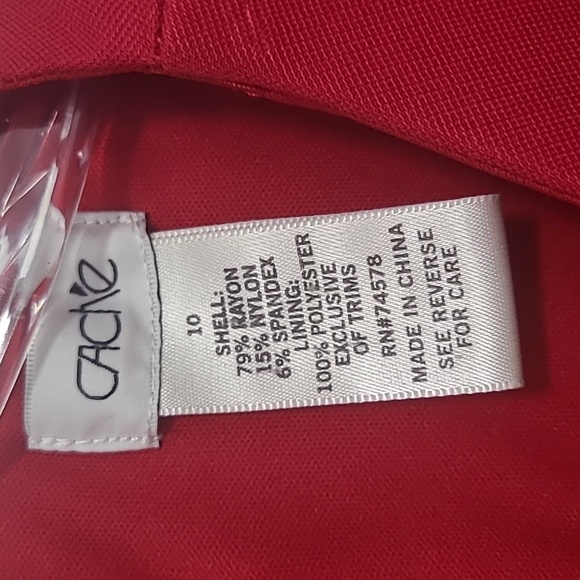 CACHÉ
10
SHELL:
79% RAYON
15% NYLON
6% SPANDEX
LINING:
100% POLYESTER
EXCLUSIVE
OF TRIMS
RN#74578
MADE IN CHINA
SEE REVERSE
FOR CARE